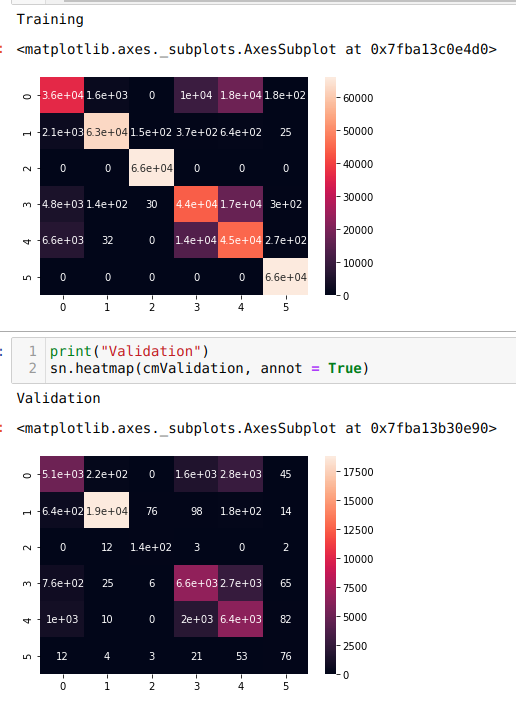 Training
<matplotlib.axes._subplots.AxesSubplot at 0x7fba13c0e4d0>
0 3.6e+04 1.6e+03 0 1e+04 1.8e+04 1.8e+02
1 2.1e+03 6.3e+04 1.5e+02 3.7e+02 6.4e+02 25
2 0 0 6.6e+04 0 0 0
3 4.8e+03 1.4e+02 30 4.4e+04 1.7e+04 3e+02
4 6.6e+03 32 0 1.4e+04 4.5e+04 2.7e+02
5 0 0 0 0 0 6.6e+04
0 1 2 3 4 5
60000
50000
40000
30000
20000
10000
0
1 print("Validation")
2 sn.heatmap(cmValidation, annot = True)
Validation
<matplotlib.axes._subplots.AxesSubplot at 0x7fba13b30e90>
0 5.1e+03 2.2e+02 0 1.6e+03 2.8e+03 45
1 6.4e+02 1.9e+04 76 98 1.8e+02 14
2 0 12 1.4e+02 3 0 2
3 7.6e+02 25 6 6.6e+03 2.7e+03 65
4 1e+03 10 0 2e+03 6.4e+03 82
5 12 4 3 21 53 76
0 1 2 3 4 5
17500
15000
12500
10000
7500
5000
2500
0